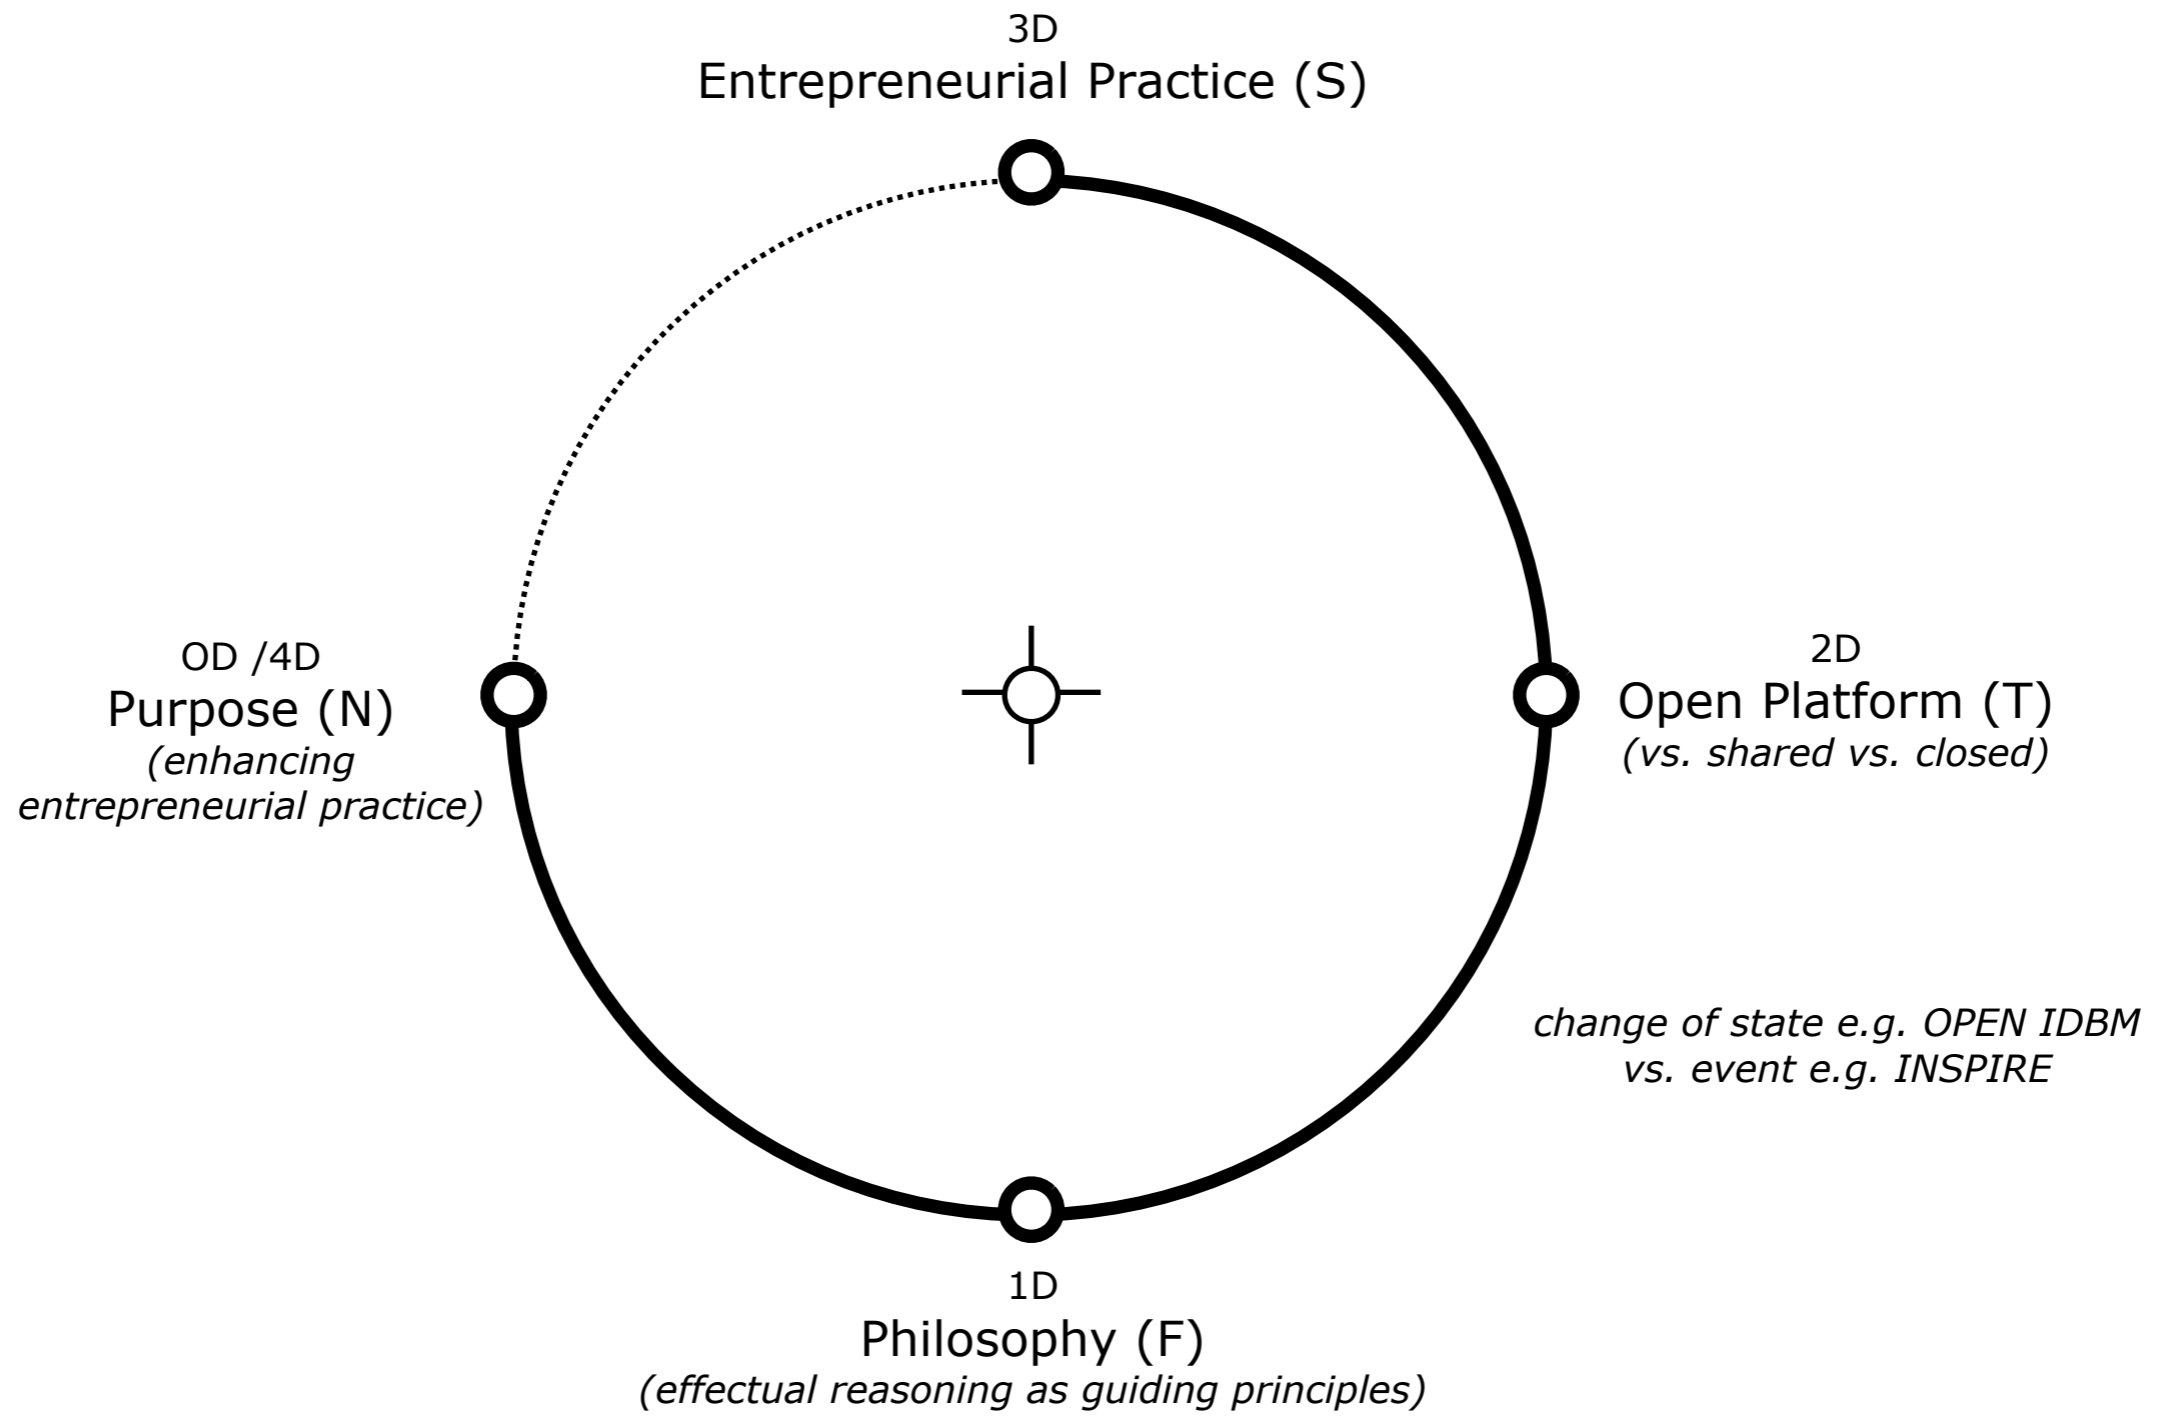 3D
Entrepreneurial Practice (S)
OD /4D
Purpose (N)
(enhancing
entrepreneurial practice)
2D
Open Platform (T)
(vs. shared vs. closed)
change of state e.g. OPEN IDBM
vs. event e.g. INSPIRE
1D
Philosophy (F)
(effectual reasoning as guiding principles)